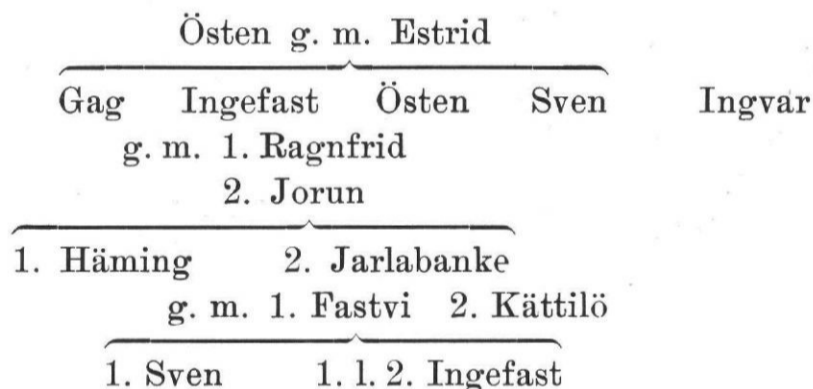 Östen g. m. Estrid
Gag Ingefast Östen Sven Ingvar
g. m. 1. Ragnfrid
2. Jorun
1. Häming 2. Jarlabanke
g. m. 1. Fastvi 2. Kättilö
1. Sven 1. l. 2. Ingefast